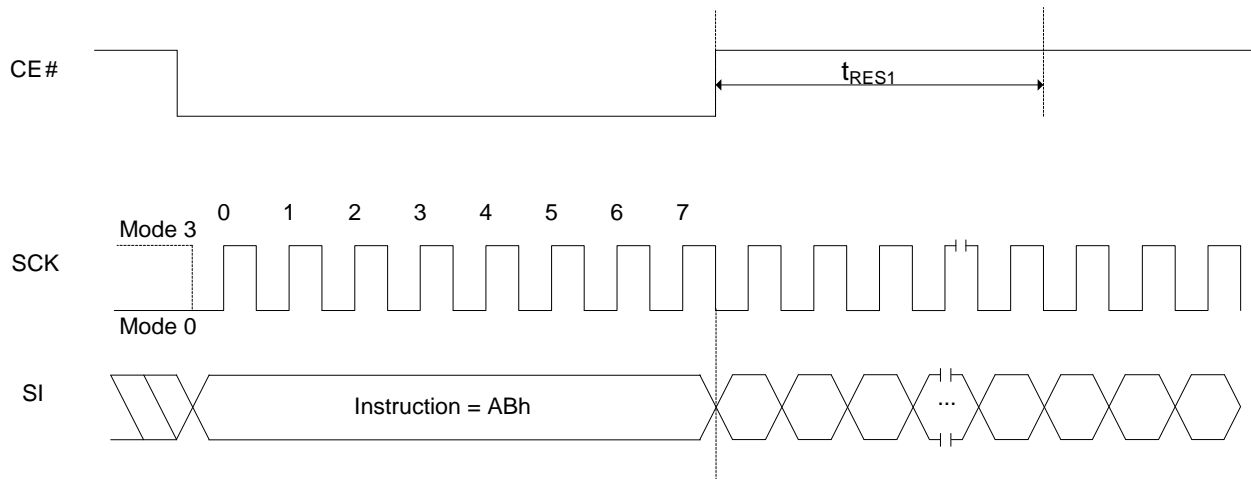 CE#
tRES1
0 1 2 3 4 5 6 7
Mode 3
SCK
Mode 0
SI
Instruction = ABh
...